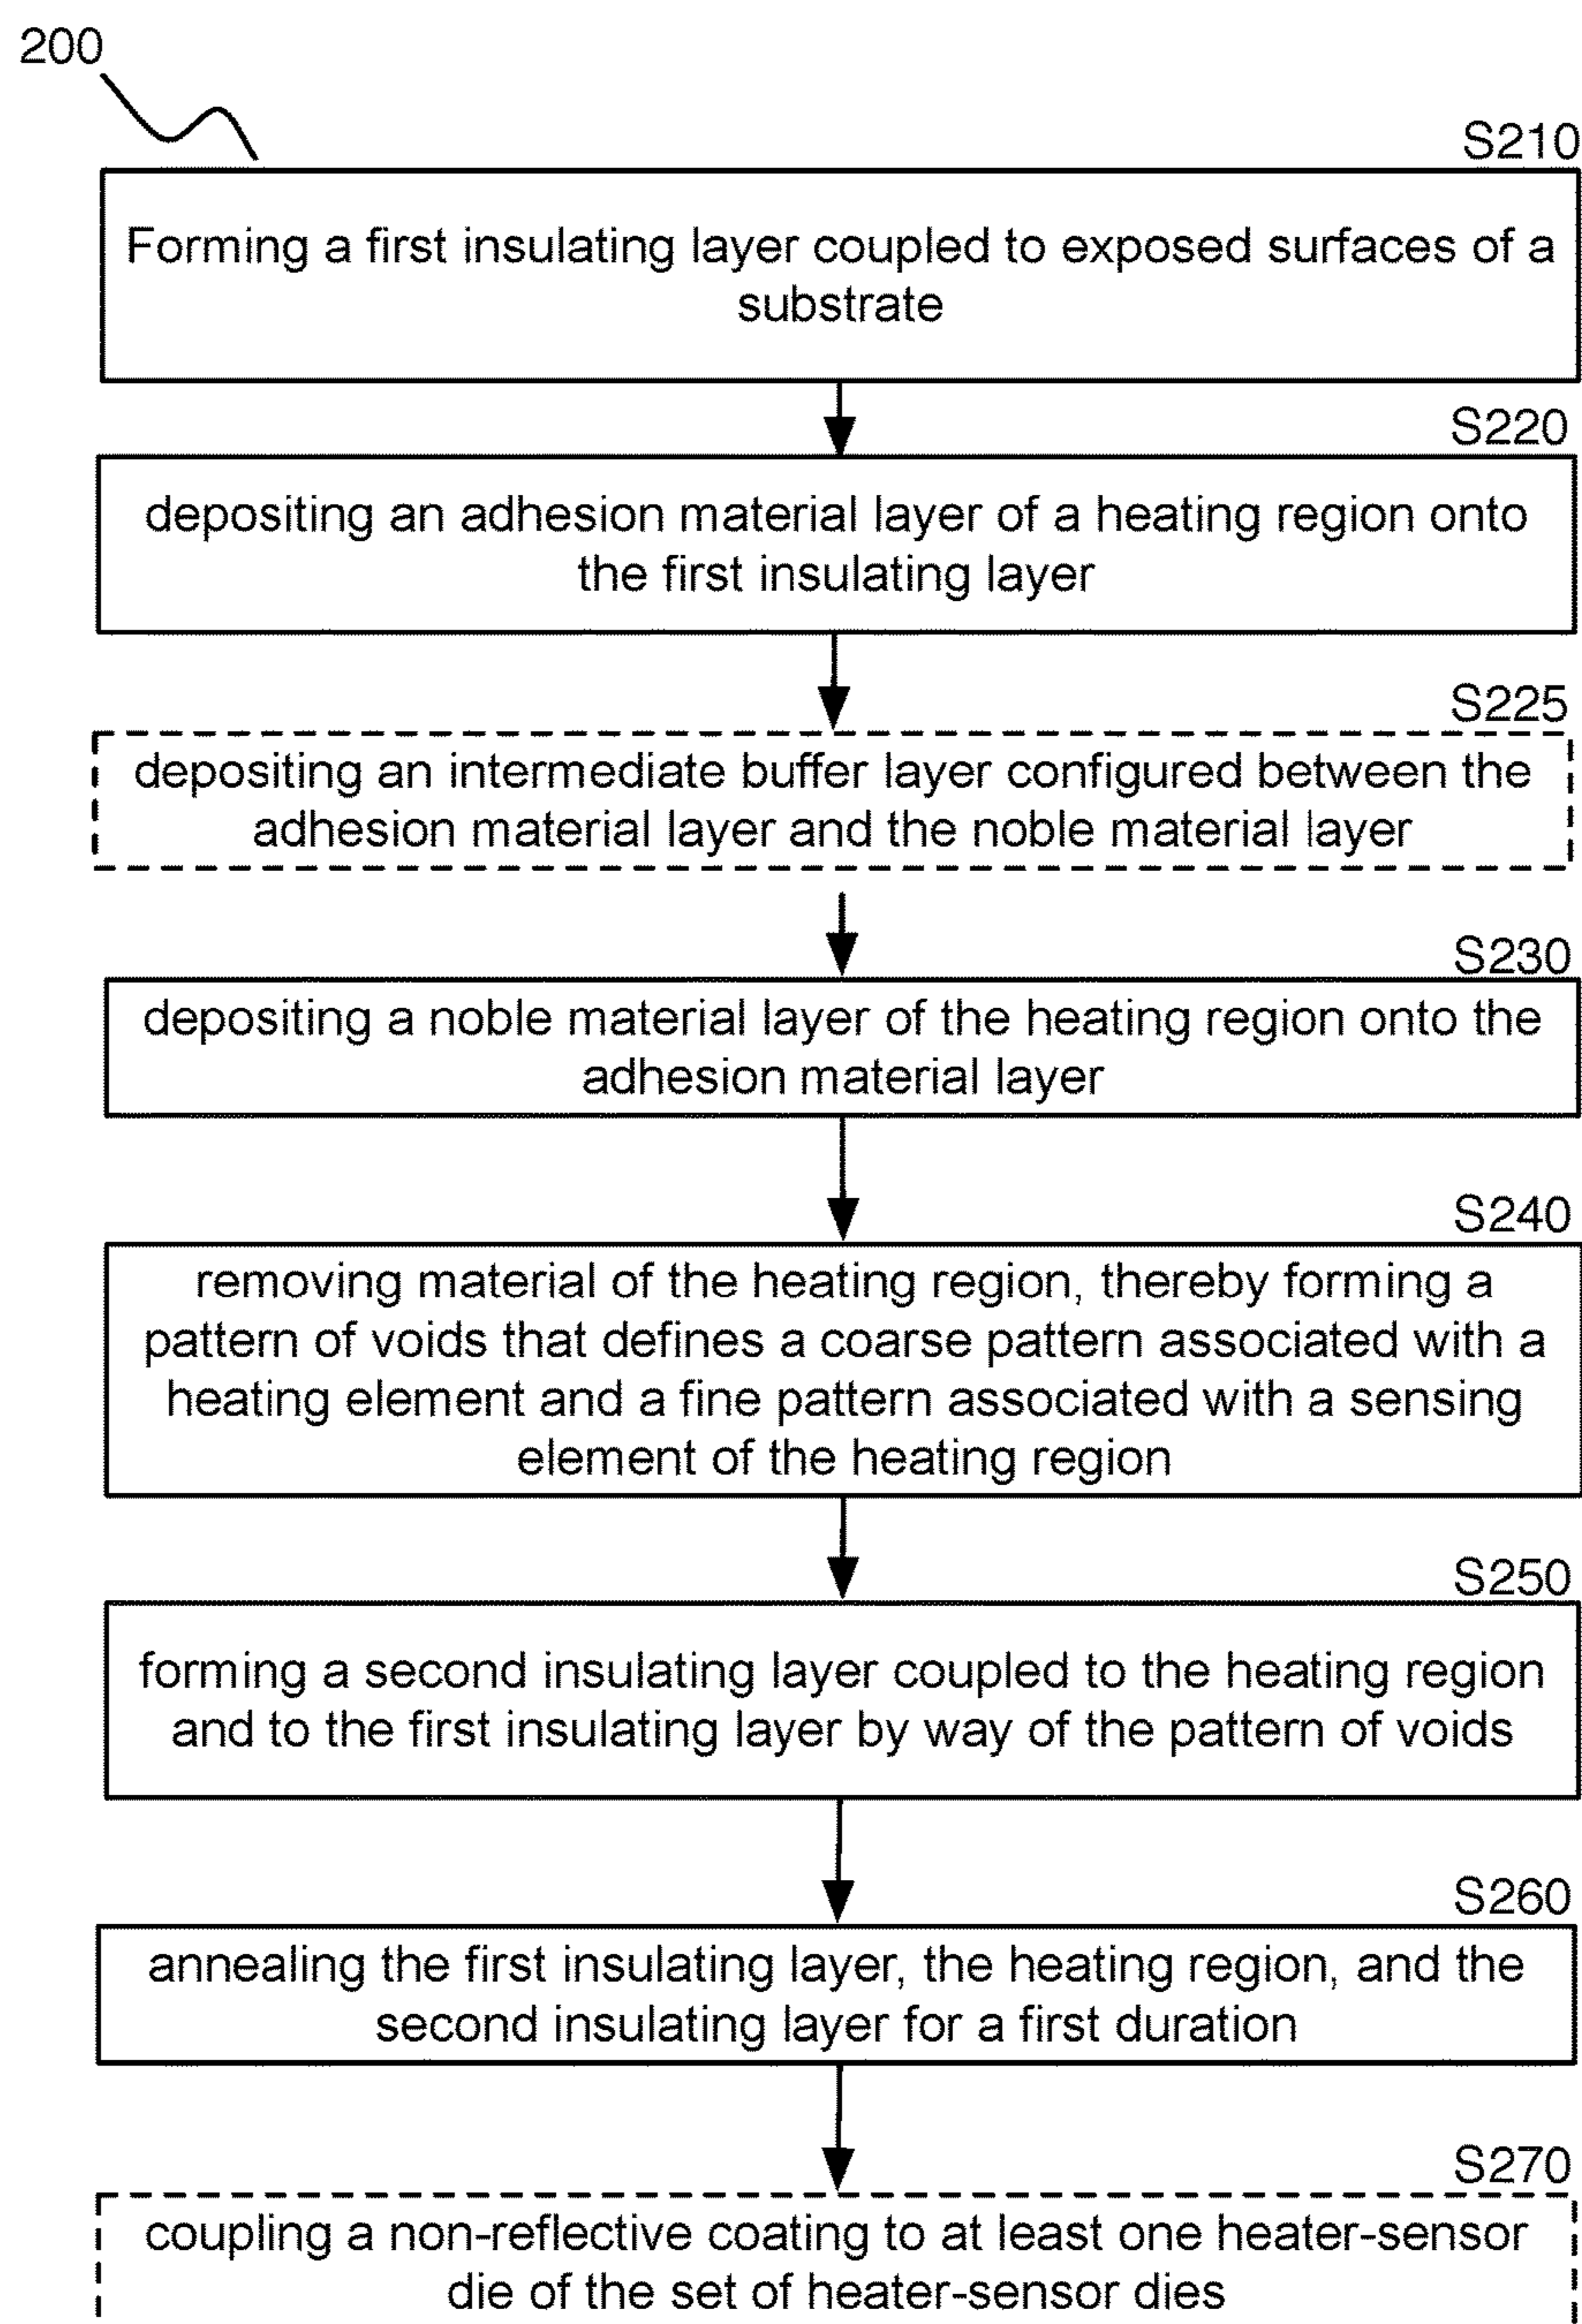 200
S210
Forming a first insulating layer coupled to exposed surfaces of a
substrate
S220
depositing an adhesion material layer of a heating region onto
the first insulating layer
S225
depositing an intermediate buffer layer configured between the
adhesion material layer and the noble material layer
S230
depositing a noble material layer of the heating region onto the
adhesion material layer
S240
removing material of the heating region, thereby forming a
pattern of voids that defines a coarse pattern associated with a
heating element and a fine pattern associated with a sensing
element of the heating region
S250
forming a second insulating layer coupled to the heating region
and to the first insulating layer by way of the pattern of voids
S260
annealing the first insulating layer, the heating region, and the
second insulating layer for a first duration
S270
coupling a non-reflective coating to at least one heater-sensor
die of the set of heater-sensor dies